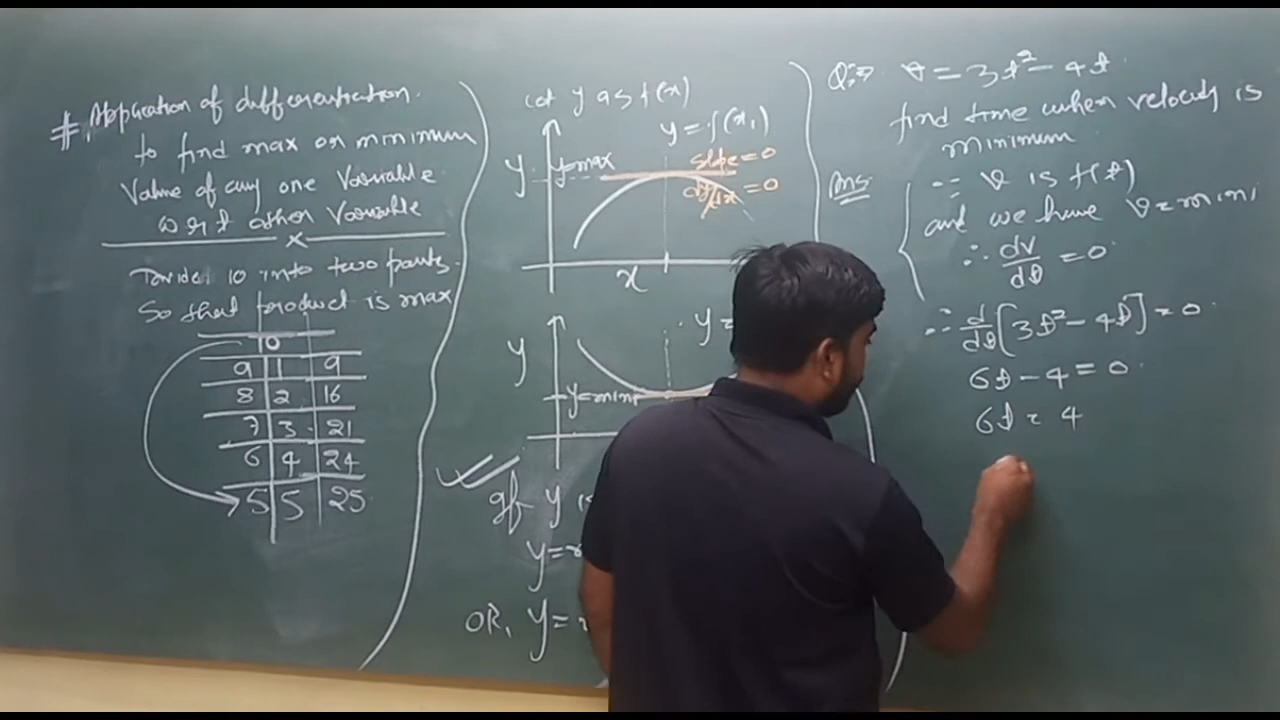 #, Application of differentiation.
to find max or minimum
Value of any one Variable
w.r.t other Variable
Divide 10 into two parts.
So that product is max
10
9 1 9
8 2 16
7 3 21
6 4 24
5 5 25
Let y as f(x)
y = f(x,)
y
y=max
slope = 0
dy/dx = 0
x
y =
y
y=mini
If y is
y=
OR, y=
Q:⇒ v = 3t² - 4t.
find time when velocity is
minimum
Ans:
∵ v is f(t)
and we have v=mini
∴ dv/dt = 0
∴ d/dt [3t² - 4t] = 0.
6t - 4 = 0.
6t = 4